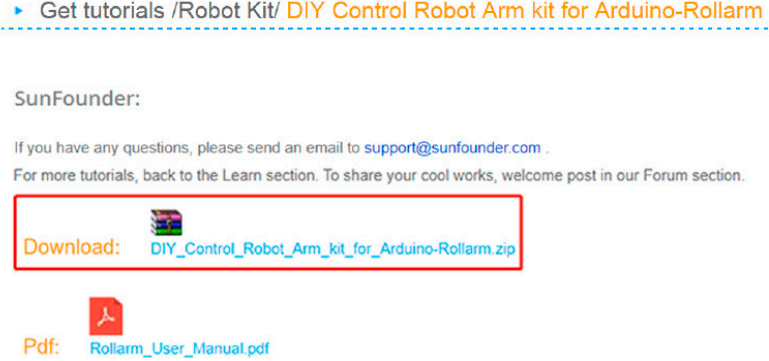 Get tutorials /Robot Kit/ DIY Control Robot Arm kit for Arduino-Rollarm
SunFounder:
If you have any questions, please send an email to support@sunfounder.com .
For more tutorials, back to the Learn section. To share your cool works, welcome post in our Forum section.
Download: DIY_Control_Robot_Arm_kit_for_Arduino-Rollarm.zip
Pdf: Rollarm_User_Manual.pdf